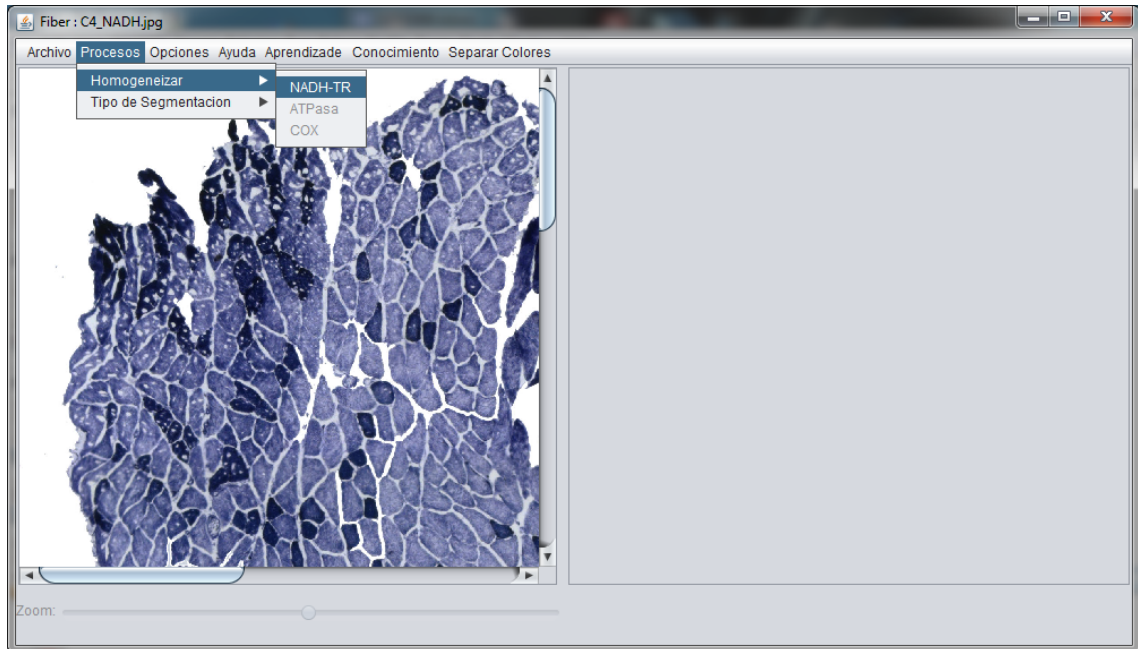 Fiber : C4_NADH.jpg
Archivo Procesos Opciones Ayuda Aprendizade Conocimiento Separar Colores
Homogeneizar
NADH-TR
Tipo de Segmentacion
ATPasa
COX
Zoom: